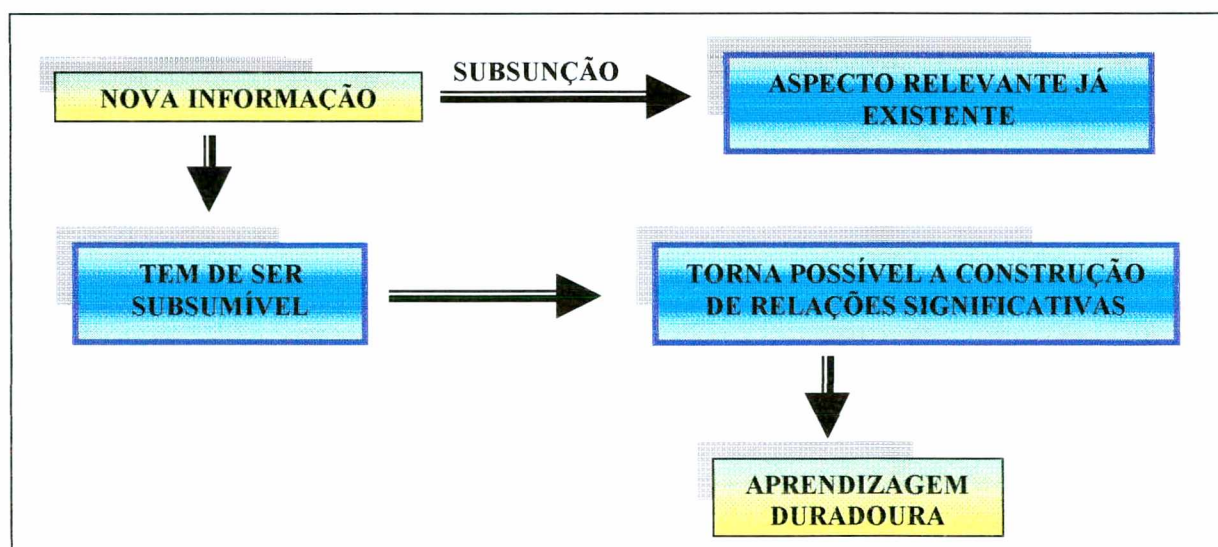 NOVA INFORMAÇÃO
SUBSUNÇÃO
ASPECTO RELEVANTE JÁ
EXISTENTE
TEM DE SER
SUBSUMÍVEL
TORNA POSSÍVEL A CONSTRUÇÃO
DE RELAÇÕES SIGNIFICATIVAS
APRENDIZAGEM
DURADOURA